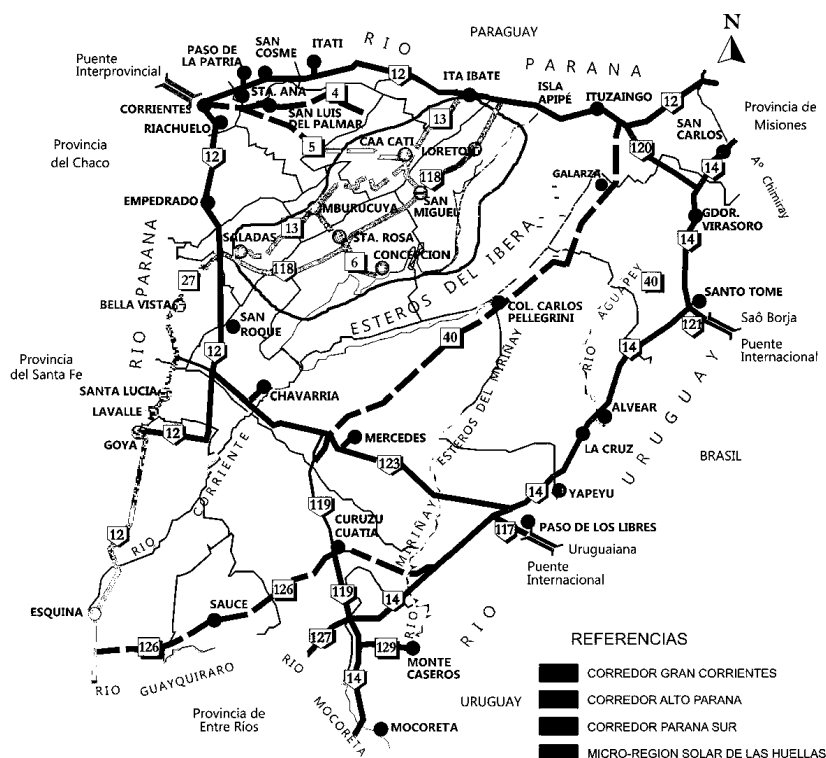 PARAGUAY
N
Puente
Interprovincial
PASO DE
LA PATRIA
SAN
COSME
ITATI
RIO
PARANA
12
ITA IBATE
ISLA
APIPÉ
ITUZAINGO
12
Provincia de
Misiones
CORRIENTES
STA. ANA
4
SAN LUIS
DEL PALMAR
RIACHUELO
13
SAN
CARLOS
120
14
Aº Chimiray
Provincia
del Chaco
12
5
CAA CATI
LORETO
118
GALARZA
EMPEDRADO
MBURUCUYA
SAN
MIGUEL
GDOR.
VIRASORO
SALADAS
13
STA. ROSA
14
118
6
CONCEPCION
ESTEROS DEL IBERA
RIO PARANA
27
BELLA VISTA
40
COL. CARLOS
PELLEGRINI
RIO AGUAPEY
SANTO TOME
121
Saô Borja
Puente
Internacional
SAN
ROQUE
12
40
14
Provincia
del Santa Fe
SANTA LUCIA
LAVALLE
GOYA
12
CHAVARRIA
MERCEDES
ESTEROS DEL MIRIÑAY
ALVEAR
LA CRUZ
RIO URUGUAY
BRASIL
123
14
YAPEYU
RIO CORRIENTE
119
12
CURUZU
CUATIA
117
PASO DE LOS LIBRES
Uruguaiana
Puente
Internacional
RIO MIRIÑAY
ESQUINA
SAUCE
126
119
14
126
127
129
MONTE
CASEROS
RIO GUAYQUIRARO
RIO MOCORETA
14
URUGUAY
Provincia de
Entre Ríos
MOCORETA
REFERENCIAS
CORREDOR GRAN CORRIENTES
CORREDOR ALTO PARANA
CORREDOR PARANA SUR
MICRO-REGION SOLAR DE LAS HUELLAS